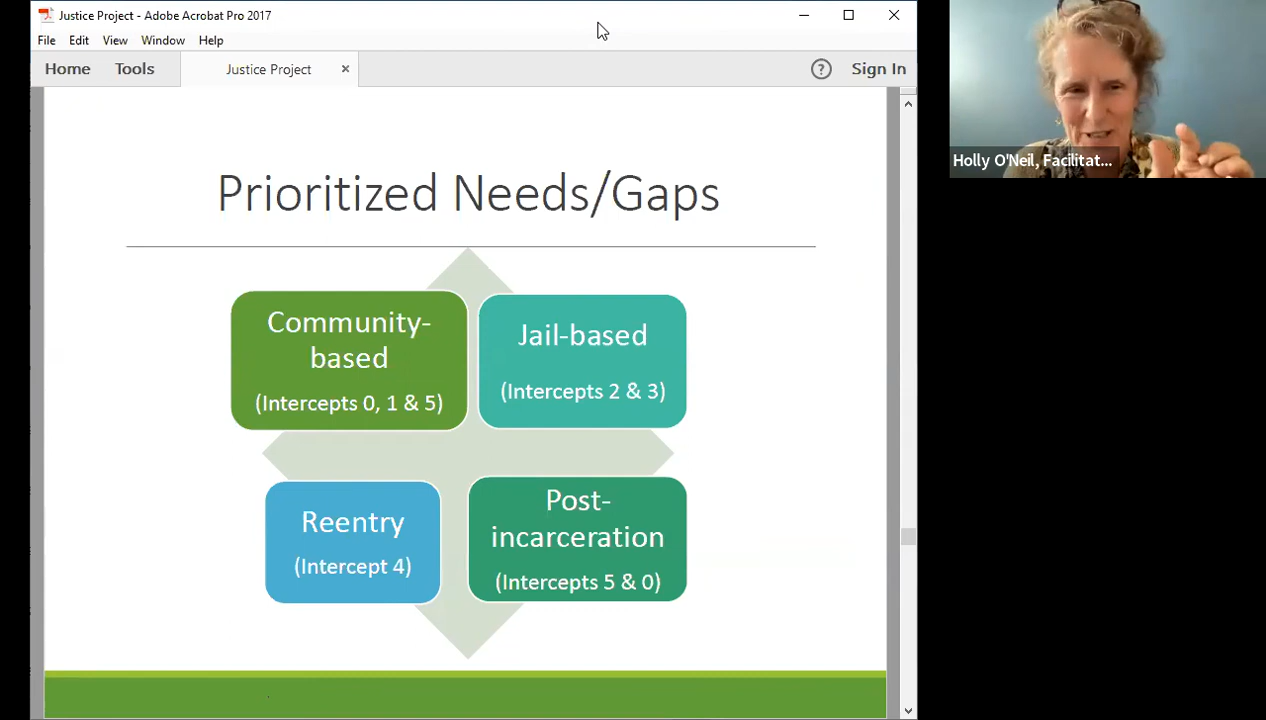 Justice Project - Adobe Acrobat Pro 2017
File Edit View Window Help
Home Tools Justice Project × ? Sign In
Prioritized Needs/Gaps
Community-
based
(Intercepts 0, 1 & 5)
Jail-based
(Intercepts 2 & 3)
Reentry
(Intercept 4)
Post-
incarceration
(Intercepts 5 & 0)
Holly O'Neil, Facilitat...